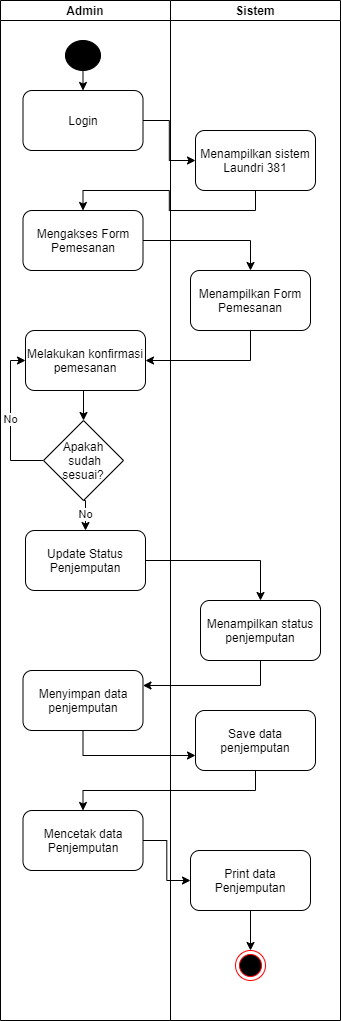 Admin
Sistem
Login
Menampilkan sistem
Laundri 381
Mengakses Form
Pemesanan
Menampilkan Form
Pemesanan
Melakukan konfirmasi
pemesanan
No
Apakah
sudah
sesuai?
No
Update Status
Penjemputan
Menampilkan status
penjemputan
Menyimpan data
penjemputan
Save data
penjemputan
Mencetak data
Penjemputan
Print data
Penjemputan